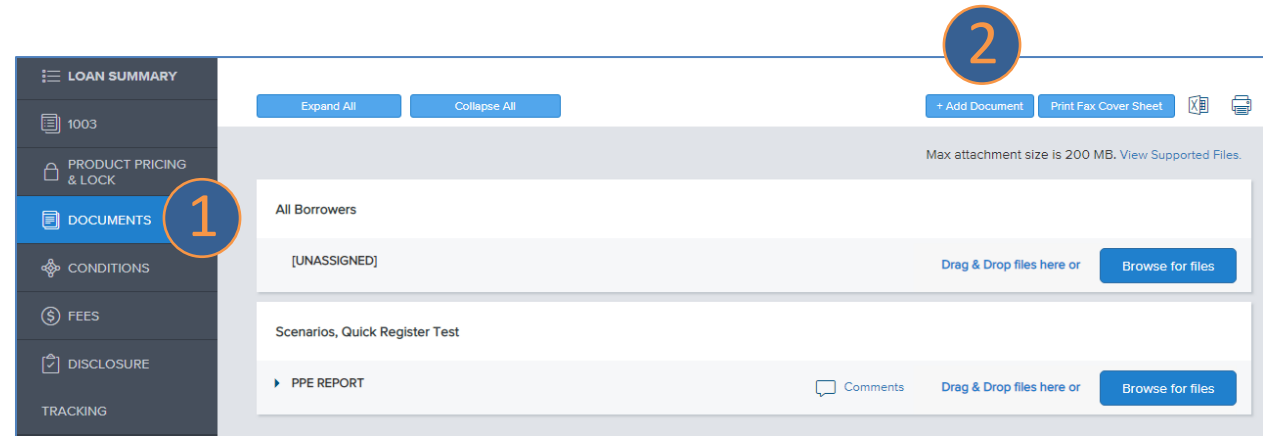 2
LOAN SUMMARY
1003
PRODUCT PRICING
& LOCK
DOCUMENTS
1
CONDITIONS
FEES
DISCLOSURE
TRACKING
Expand All Collapse All + Add Document Print Fax Cover Sheet
Max attachment size is 200 MB. View Supported Files.
All Borrowers
[UNASSIGNED] Drag & Drop files here or Browse for files
Scenarios, Quick Register Test
PPE REPORT Comments Drag & Drop files here or Browse for files